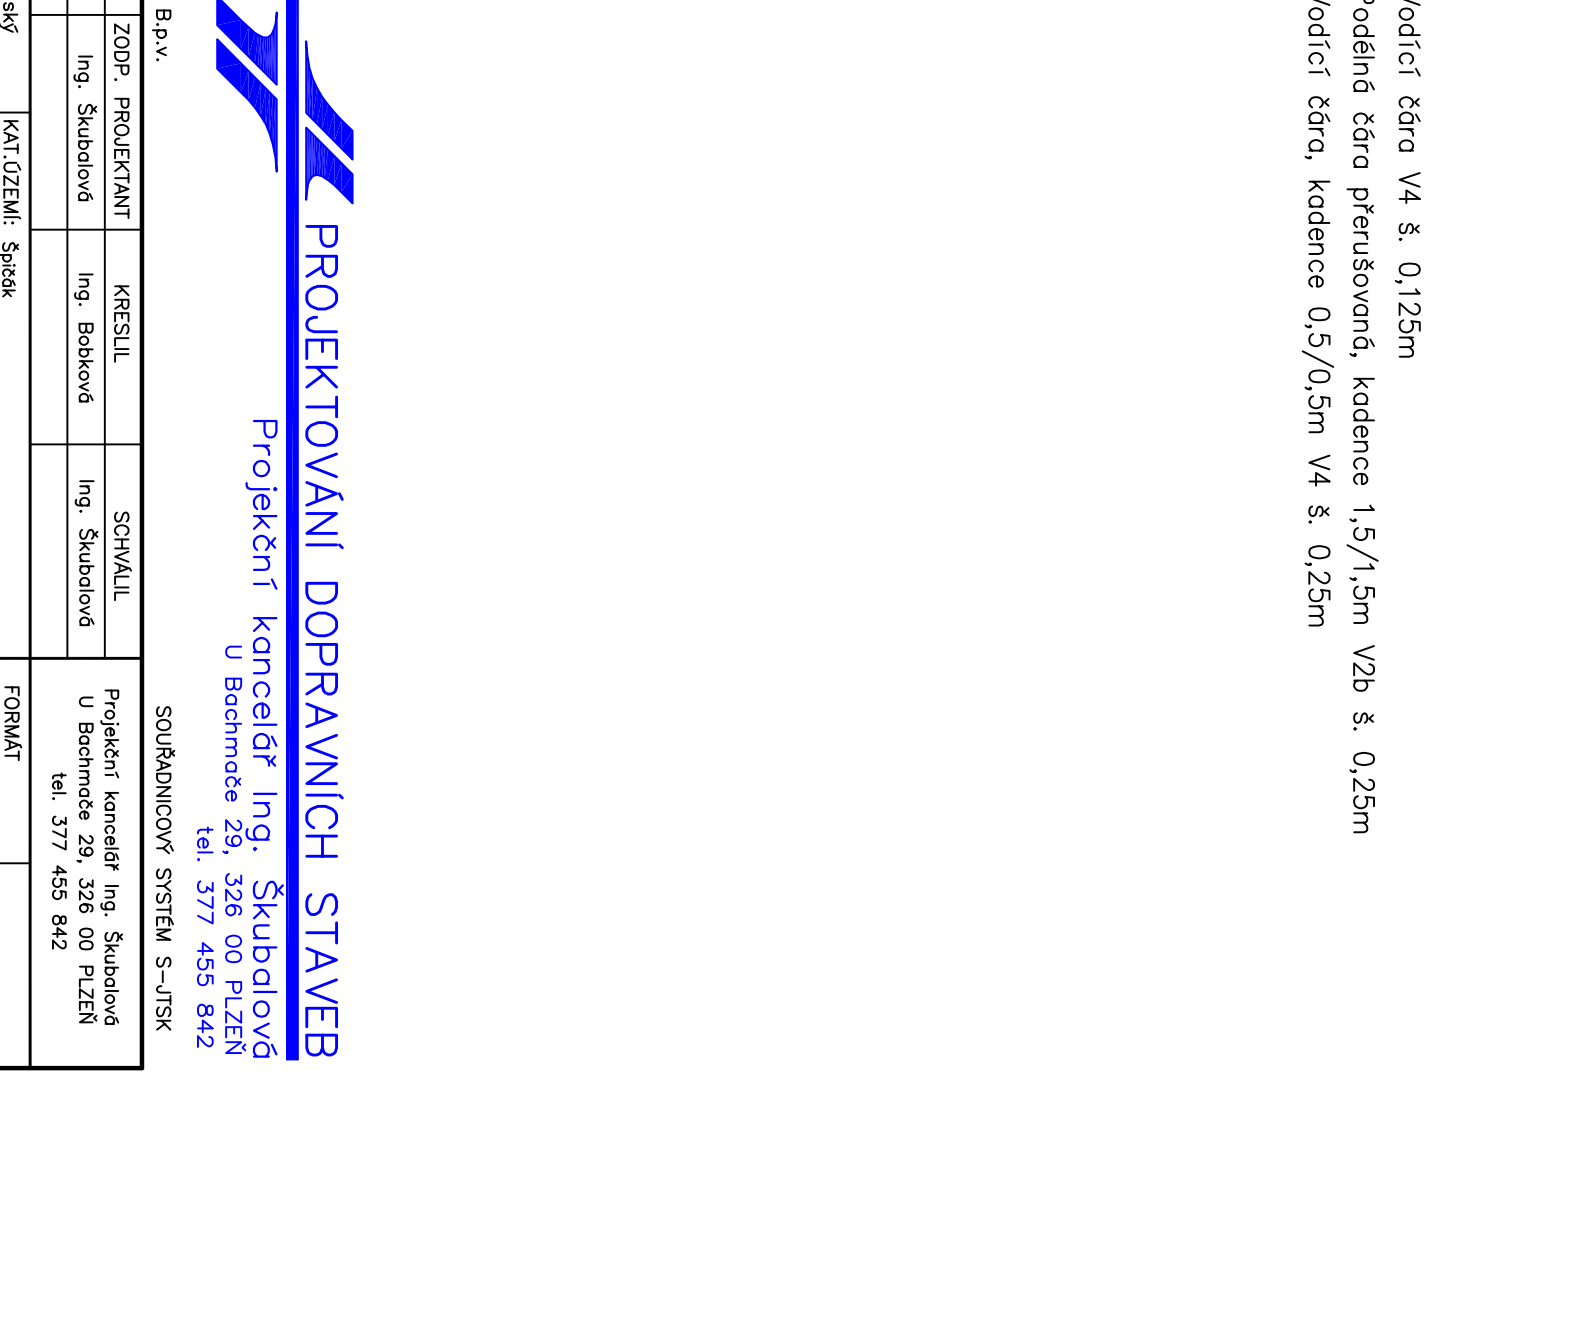 Vodící čára V4 š. 0,125m
Podélná čára přerušovaná, kadence 1,5/1,5m V2b š. 0,25m
Vodící čára, kadence 0,5/0,5m V4 š. 0,25m
PROJEKTOVÁNÍ DOPRAVNÍCH STAVEB
Projekční kancelář Ing. Škubalová
U Bachmače 29, 326 00 PLZEŇ
tel. 377 455 842
B.p.v. SOUŘADNICOVÝ SYSTÉM S-JTSK
ZODP. PROJEKTANT KRESLIL SCHVÁLIL
Ing. Škubalová Ing. Bobková Ing. Škubalová
Projekční kancelář Ing. Škubalová
U Bachmače 29, 326 00 PLZEŇ
tel. 377 455 842
ský KAT.ÚZEMÍ: Špičák FORMÁT